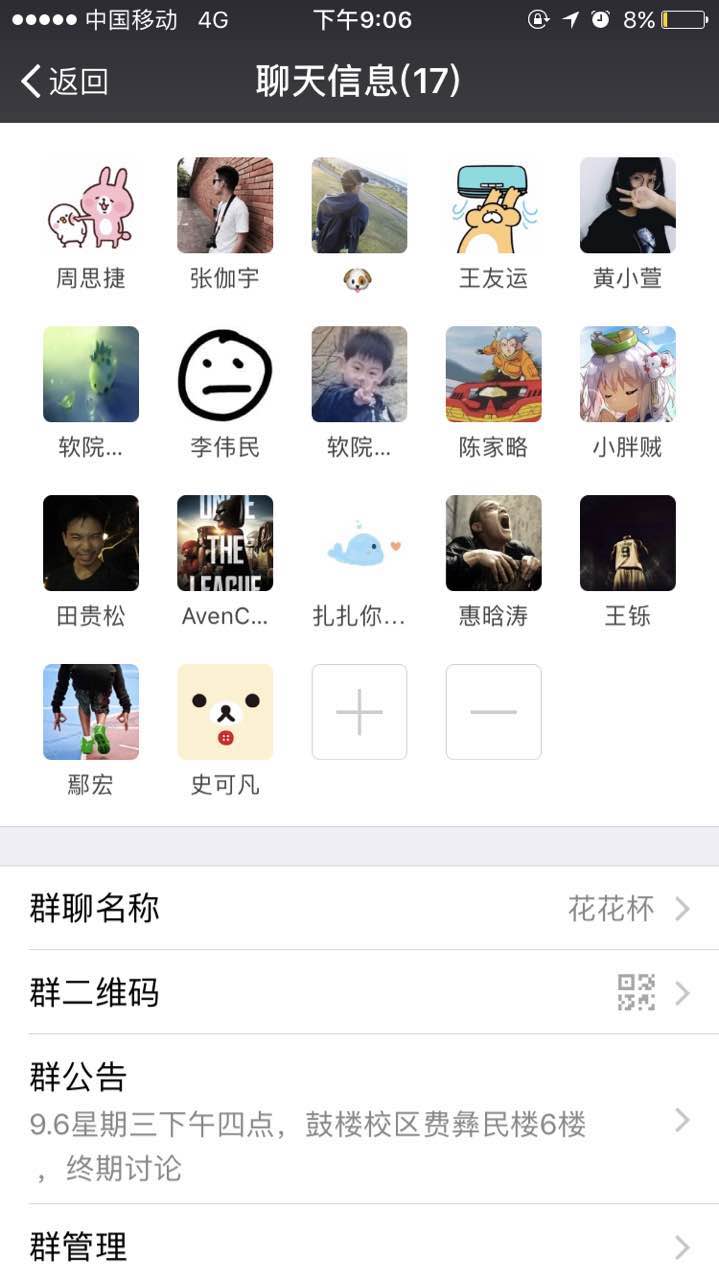 中国移动 4G 下午9:06 8%
返回 聊天信息(17)
周思捷 张伽宇 🐶 王友运 黄小萱
软院... 李伟民 软院... 陈家略 小胖贼
UNITE
THE
LEAGUE
9
田贵松 AvenC... 扎扎你... 惠晗涛 王铄
鄢宏 史可凡
群聊名称 花花杯
群二维码
群公告
9.6星期三下午四点，鼓楼校区费彝民楼6楼
，终期讨论
群管理